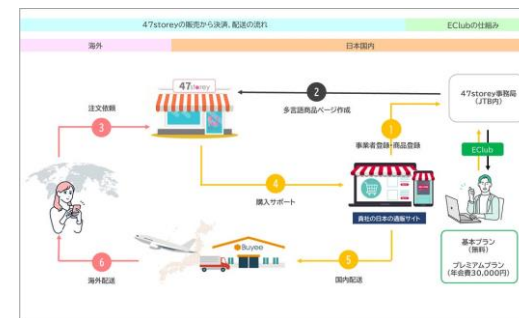 47storeyの販売から決済、配送の流れ
EClubの仕組み
海外
日本国内
47storey
2
多言語商品ページ作成
47storey事務局
(JTB内)
注文依頼
3
1
事業者登録・商品登録
EClub
4
購入サポート
貴社の日本の通販サイト
Buyee
6
海外配送
5
国内配送
基本プラン
(無料)
プレミアムプラン
(年会費30,000円)